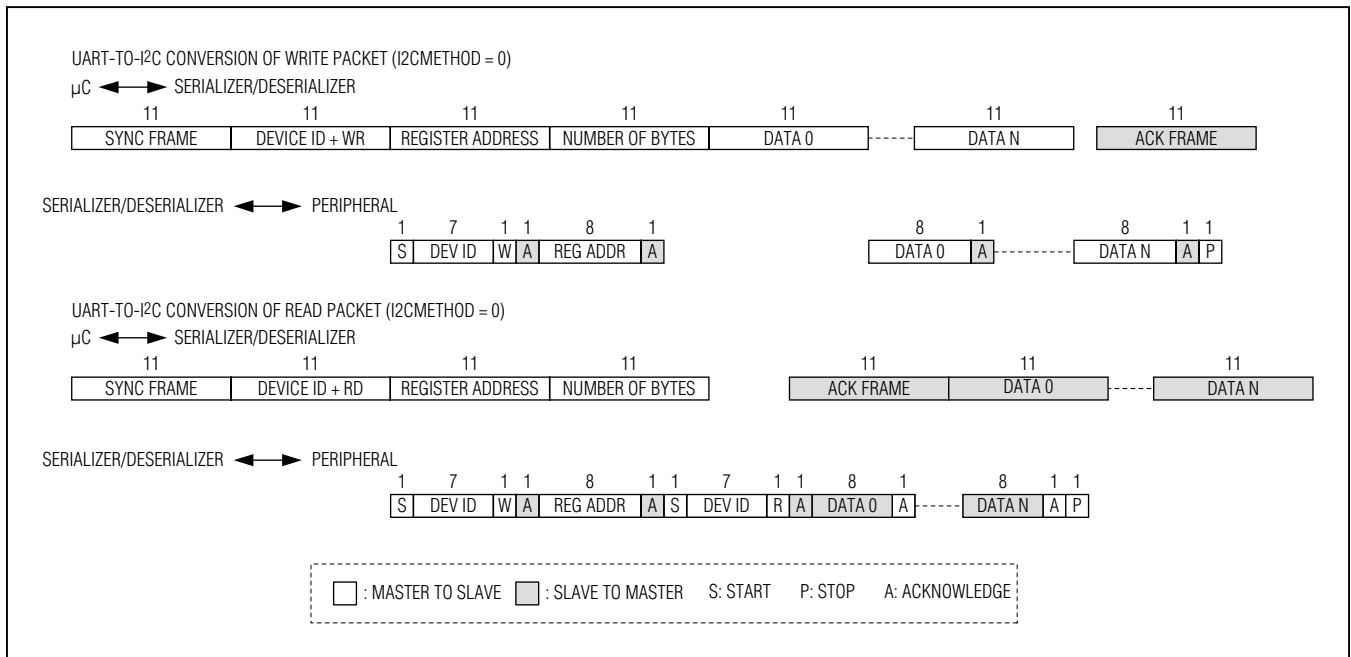 UART-TO-I2C CONVERSION OF WRITE PACKET (I2CMETHOD = 0)
µC SERIALIZER/DESERIALIZER
11 11 11 11 11 11 11
SYNC FRAME DEVICE ID + WR REGISTER ADDRESS NUMBER OF BYTES DATA 0 DATA N ACK FRAME
SERIALIZER/DESERIALIZER PERIPHERAL
1 7 1 1 8 1 8 1 8 1 1
S DEV ID W A REG ADDR A DATA 0 A DATA N A P
UART-TO-I2C CONVERSION OF READ PACKET (I2CMETHOD = 0)
µC SERIALIZER/DESERIALIZER
11 11 11 11 11 11 11
SYNC FRAME DEVICE ID + RD REGISTER ADDRESS NUMBER OF BYTES ACK FRAME DATA 0 DATA N
SERIALIZER/DESERIALIZER PERIPHERAL
1 7 1 1 8 1 1 7 1 1 8 1 8 1 1
S DEV ID W A REG ADDR A S DEV ID R A DATA 0 A DATA N A P
: MASTER TO SLAVE : SLAVE TO MASTER S: START P: STOP A: ACKNOWLEDGE